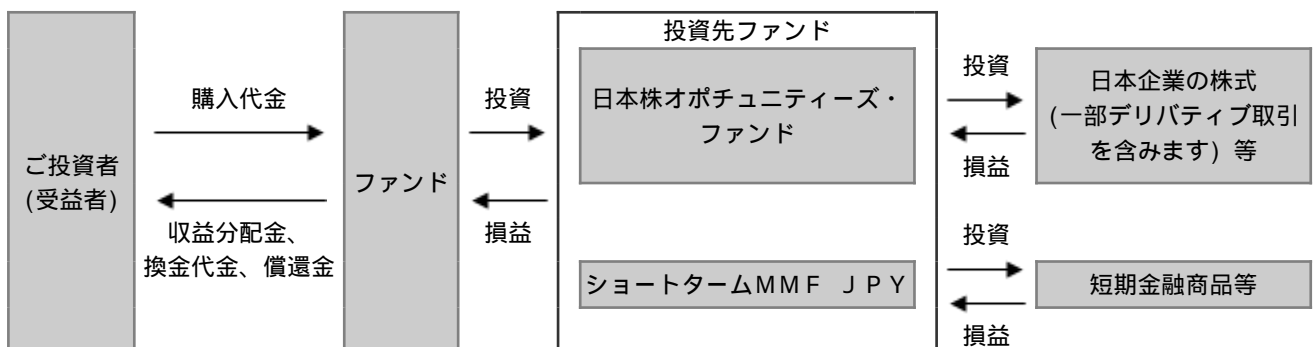 ご投資者
(受益者)
購入代金
収益分配金、
換金代金、償還金
ファンド
投資
損益
投資先ファンド
日本株オポチュニティーズ・
ファンド
ショートタームＭＭＦ　ＪＰＹ
投資
損益
日本企業の株式
(一部デリバティブ取引
を含みます) 等
投資
損益
短期金融商品等